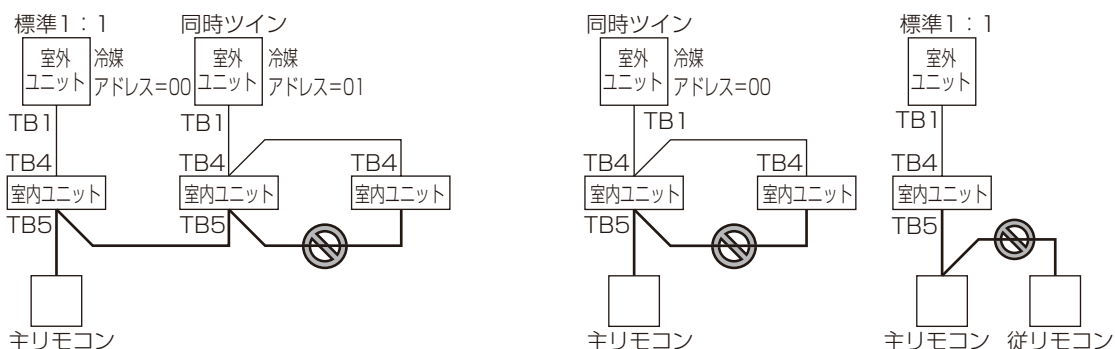 標準1：1
同時ツイン
室外
ユニット
冷媒
アドレス=00
室外
ユニット
冷媒
アドレス=01
TB1
TB1
TB4
TB4
TB4
室内ユニット
室内ユニット
室内ユニット
TB5
TB5
主リモコン
同時ツイン
標準1：1
室外
ユニット
冷媒
アドレス=00
室外
ユニット
TB1
TB1
TB4
TB4
TB4
室内ユニット
室内ユニット
室内ユニット
TB5
TB5
主リモコン
主リモコン
従リモコン